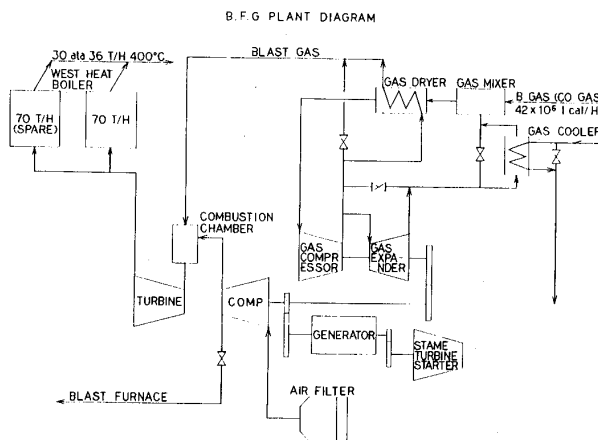 B.F.G PLANT DIAGRAM
30 ata 36 T/H 400°C
WEST HEAT
BOILER
70 T/H
(SPARE)
70 T/H
BLAST GAS
GAS DRYER
GAS MIXER
B GAS (CO GAS
42 x 10⁶ 1 cal/H
GAS COOLER
COMBUSTION
CHAMBER
GAS
COMPR
ESSOR
GAS
EXPA
NDER
TURBINE
COMP
GENERATOR
STAME
TURBINE
STARTER
BLAST FURNACE
AIR FILTER